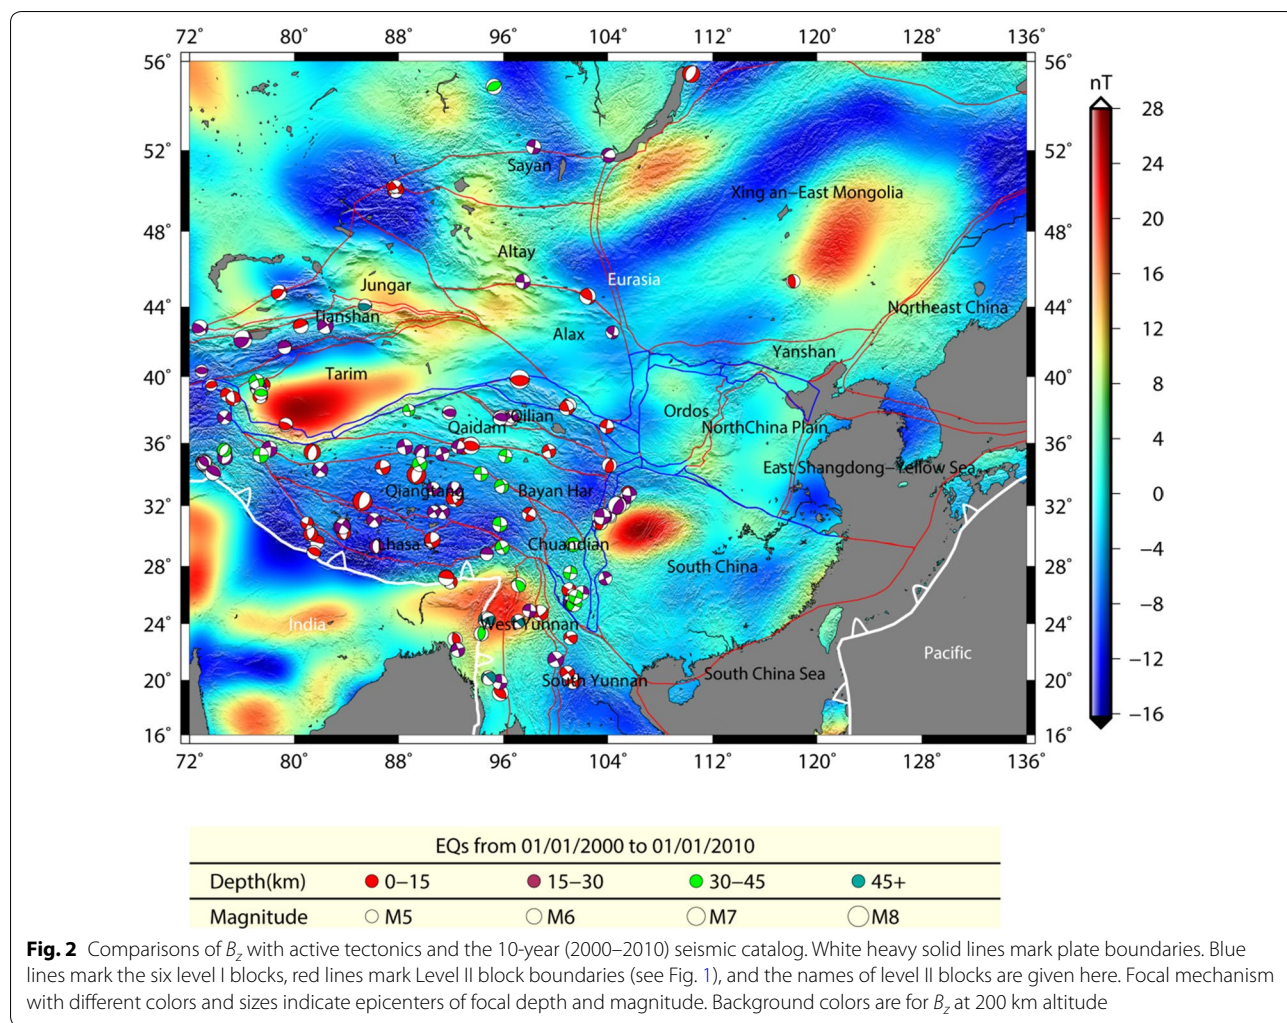 72° 80° 88° 96° 104° 112° 120° 128° 136°
56° 56°
nT
28
52° 52°
24
Sayan
Xing an–East Mongolia
20
48° 48°
Altay
Eurasia
16
Jungar
44° 44°
Northeast China
Tianshan
12
Alax
Yanshan
40° 40°
Tarim
8
Ordos
Qilian
Qaidam
NorthChina Plain
36° 36°
4
East Shangdong–Yellow Sea
Qiangtang
Bayan Har
0
32° 32°
Lhasa
Chuandian
−4
28° 28°
South China
−8
24° 24°
India
West Yunnan
Pacific
−12
20° 20°
South Yunnan
South China Sea
−16
16° 16°
72° 80° 88° 96° 104° 112° 120° 128° 136°
EQs from 01/01/2000 to 01/01/2010
Depth(km) 0−15 15−30 30−45 45+
Magnitude M5 M6 M7 M8
Fig. 2 Comparisons of Bz with active tectonics and the 10-year (2000–2010) seismic catalog. White heavy solid lines mark plate boundaries. Blue
lines mark the six level I blocks, red lines mark Level II block boundaries (see Fig. 1), and the names of level II blocks are given here. Focal mechanism
with different colors and sizes indicate epicenters of focal depth and magnitude. Background colors are for Bz at 200 km altitude